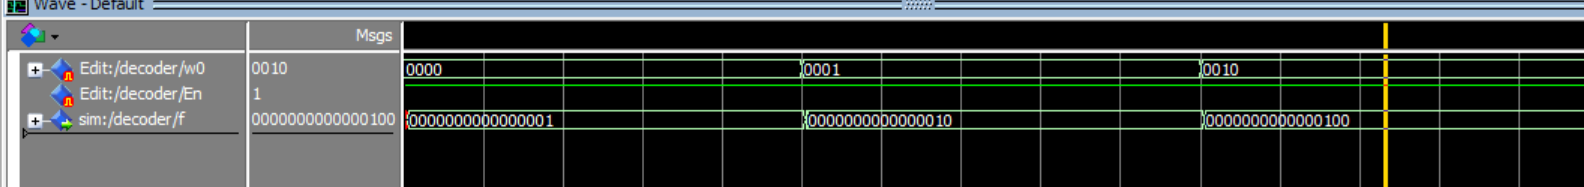 Wave - Default
Msgs
Edit:/decoder/w0 0010 0000 0001 0010
Edit:/decoder/En 1
sim:/decoder/f 0000000000000100 0000000000000001 0000000000000010 0000000000000100